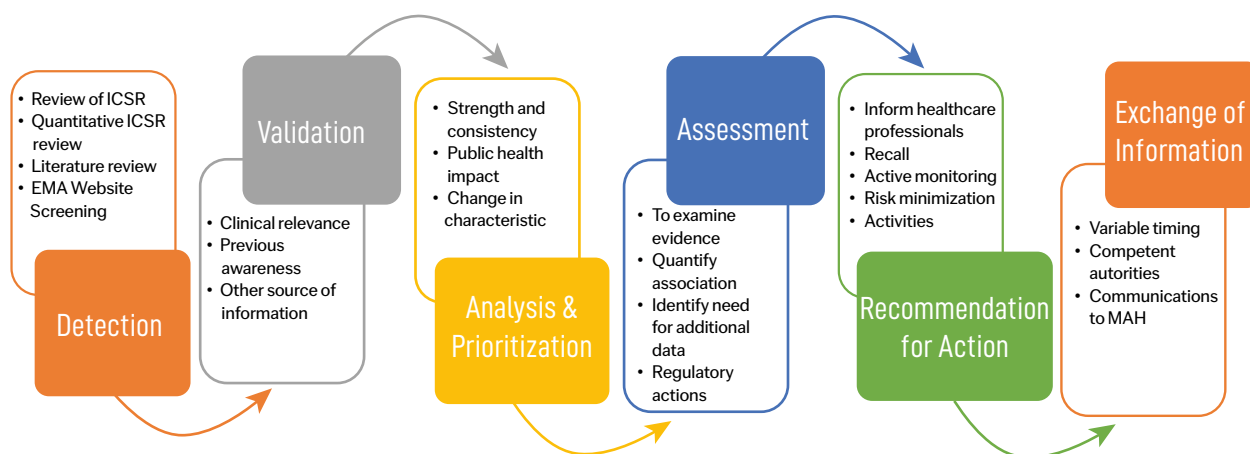 • Review of ICSR
• Quantitative ICSR
review
• Literature review
• EMA Website
Screening
Detection
Validation
• Clinical relevance
• Previous
awareness
• Other source of
information
• Strength and
consistency
• Public health
impact
• Change in
characteristic
Analysis &
Prioritization
Assessment
• To examine
evidence
• Quantify
association
• Identify need
for additional
data
• Regulatory
actions
• Inform healthcare
professionals
• Recall
• Active monitoring
• Risk minimization
• Activities
Recommendation
for Action
Exchange of
Information
• Variable timing
• Competent
autorities
• Communications
to MAH